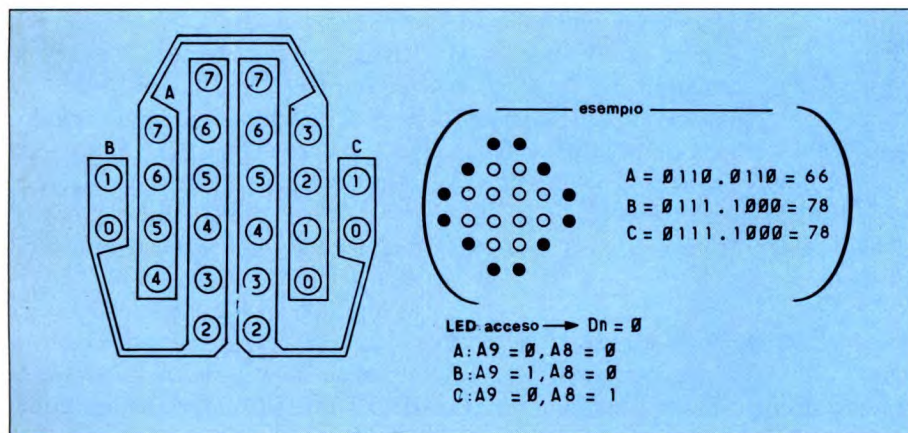 A
B
C
7 7
7 6 6 3
1 6 5 5 2 1
0 5 4 4 1 0
4 3 3 0
2 2
esempio
A = Ø11Ø.Ø11Ø = 66
B = Ø111.1ØØØ = 78
C = Ø111.1ØØØ = 78
LED acceso → Dn = Ø
A:A9 = Ø, A8 = Ø
B:A9 = 1, A8 = Ø
C:A9 = Ø, A8 = 1